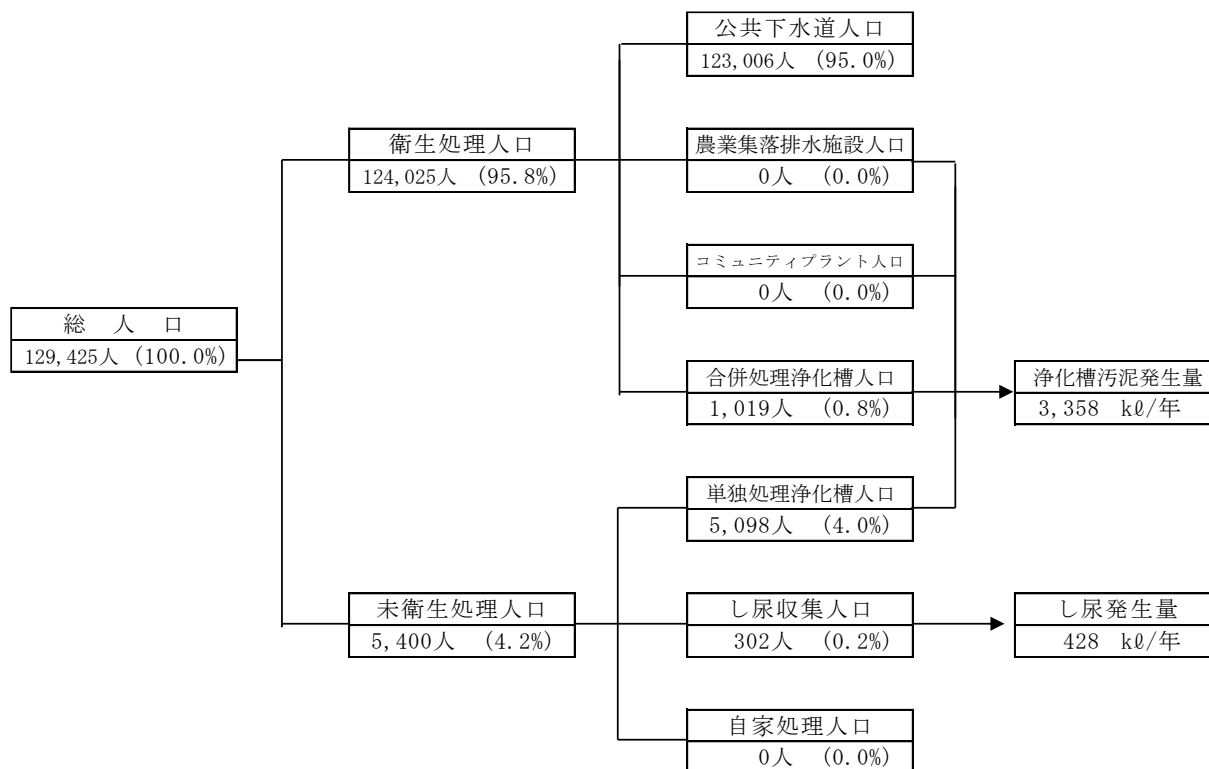 公共下水道人口
123,006人 (95.0%)
衛生処理人口
124,025人 (95.8%)
農業集落排水施設人口
0人 (0.0%)
コミュニティプラント人口
0人 (0.0%)
総 人 口
129,425人 (100.0%)
合併処理浄化槽人口
1,019人 (0.8%)
浄化槽汚泥発生量
3,358 kℓ/年
単独処理浄化槽人口
5,098人 (4.0%)
未衛生処理人口
5,400人 (4.2%)
し尿収集人口
302人 (0.2%)
し尿発生量
428 kℓ/年
自家処理人口
0人 (0.0%)